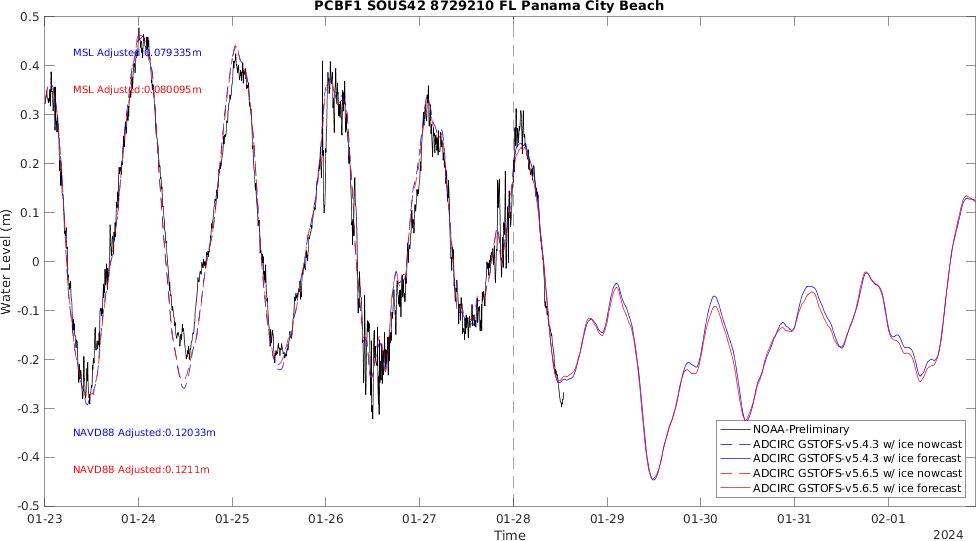 PCBF1 SOUS42 8729210 FL Panama City Beach
0.5
0.4
0.3
0.2
0.1
0
-0.1
-0.2
-0.3
-0.4
-0.5
Water Level (m)
MSL Adjusted:0.079335m
MSL Adjusted:0.080095m
NAVD88 Adjusted:0.12033m
NAVD88 Adjusted:0.1211m
NOAA-Preliminary
ADCIRC GSTOFS-v5.4.3 w/ ice nowcast
ADCIRC GSTOFS-v5.4.3 w/ ice forecast
ADCIRC GSTOFS-v5.6.5 w/ ice nowcast
ADCIRC GSTOFS-v5.6.5 w/ ice forecast
01-23 01-24 01-25 01-26 01-27 01-28 01-29 01-30 01-31 02-01
Time
2024